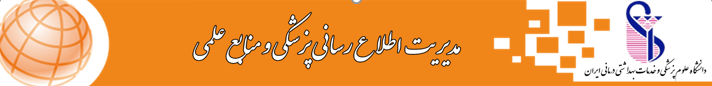 مدیریت اطلاع رسانی پزشکی و منابع علمی
دانشگاه علوم پزشکی و خدمات بهداشتی درمانی ایران